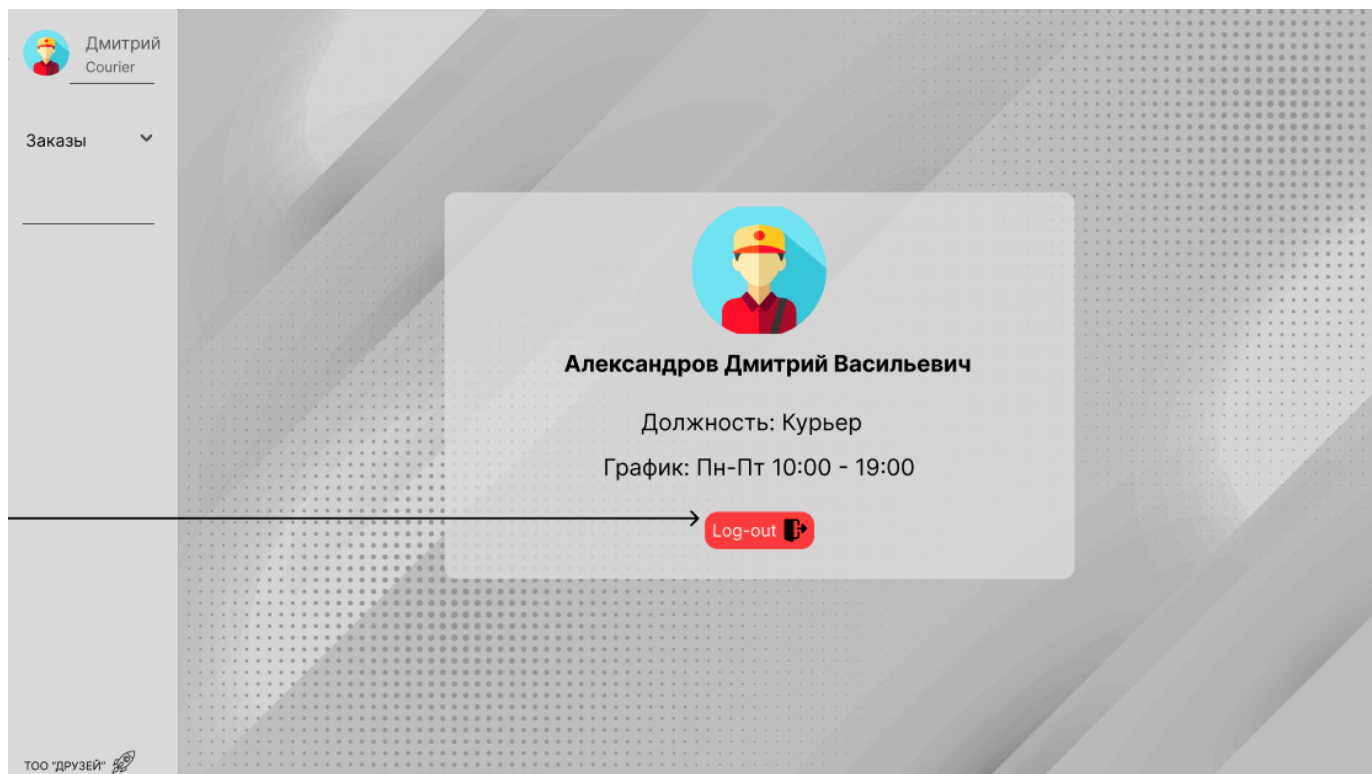 Дмитрий
Courier
Заказы
Александров Дмитрий Васильевич
Должность: Курьер
График: Пн-Пт 10:00 - 19:00
Log-out
ТОО "ДРУЗЕЙ"